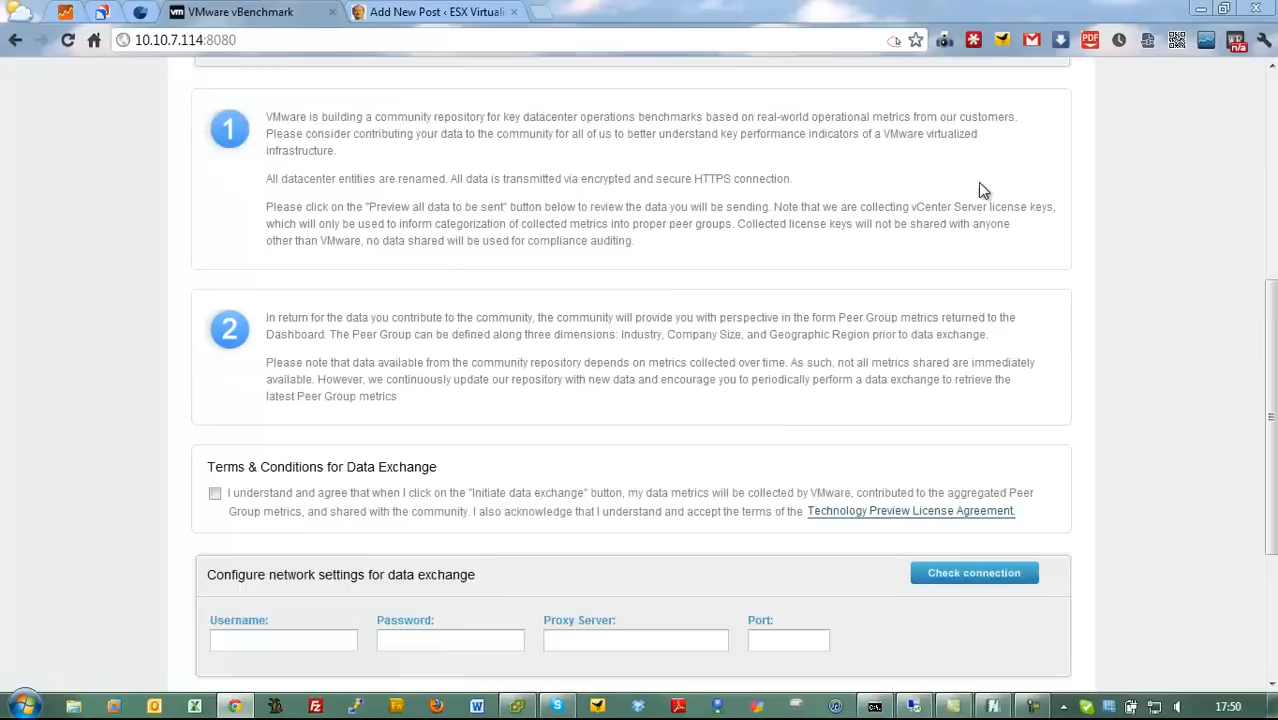 VMware vBenchmark
Add New Post ‹ ESX Virtuali
10.10.7.114:8080
PDF
n/a
1
VMware is building a community repository for key datacenter operations benchmarks based on real-world operational metrics from our customers.
Please consider contributing your data to the community for all of us to better understand key performance indicators of a VMware virtualized
infrastructure.
All datacenter entities are renamed. All data is transmitted via encrypted and secure HTTPS connection.
Please click on the "Preview all data to be sent" button below to review the data you will be sending. Note that we are collecting vCenter Server license keys,
which will only be used to inform categorization of collected metrics into proper peer groups. Collected license keys will not be shared with anyone
other than VMware, no data shared will be used for compliance auditing.
2
In return for the data you contribute to the community, the community will provide you with perspective in the form Peer Group metrics returned to the
Dashboard. The Peer Group can be defined along three dimensions: Industry, Company Size, and Geographic Region prior to data exchange.
Please note that data available from the community repository depends on metrics collected over time. As such, not all metrics shared are immediately
available. However, we continuously update our repository with new data and encourage you to periodically perform a data exchange to retrieve the
latest Peer Group metrics.
Terms & Conditions for Data Exchange
I understand and agree that when I click on the "Initiate data exchange" button, my data metrics will be collected by VMware, contributed to the aggregated Peer
Group metrics, and shared with the community. I also acknowledge that I understand and accept the terms of the Technology Preview License Agreement.
Configure network settings for data exchange
Check connection
Username:
Password:
Proxy Server:
Port:
17:50